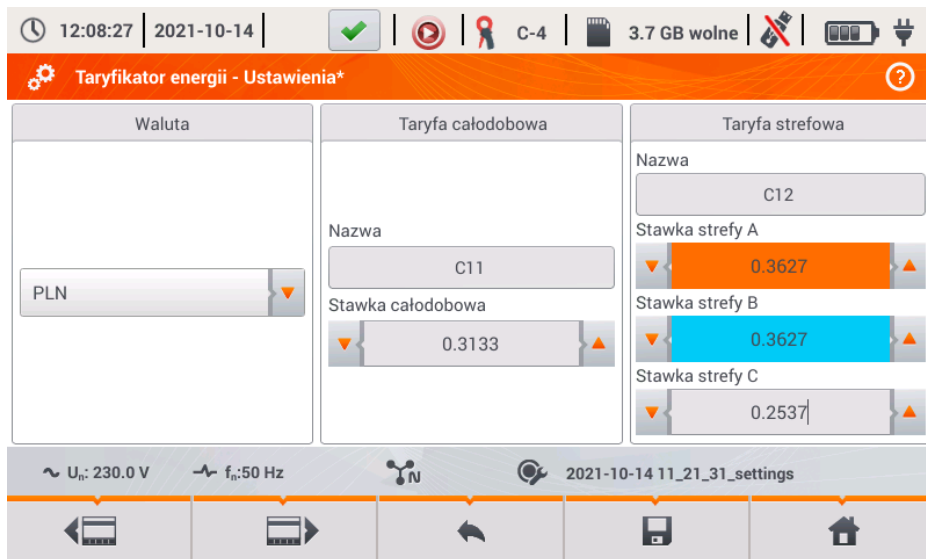 12:08:27 2021-10-14 C-4 3.7 GB wolne
Taryfikator energii - Ustawienia* ?
Waluta
PLN
Taryfa całodobowa
Nazwa
C11
Stawka całodobowa
0.3133
Taryfa strefowa
Nazwa
C12
Stawka strefy A
0.3627
Stawka strefy B
0.3627
Stawka strefy C
0.2537
Un: 230.0 V fn:50 Hz N 2021-10-14 11_21_31_settings